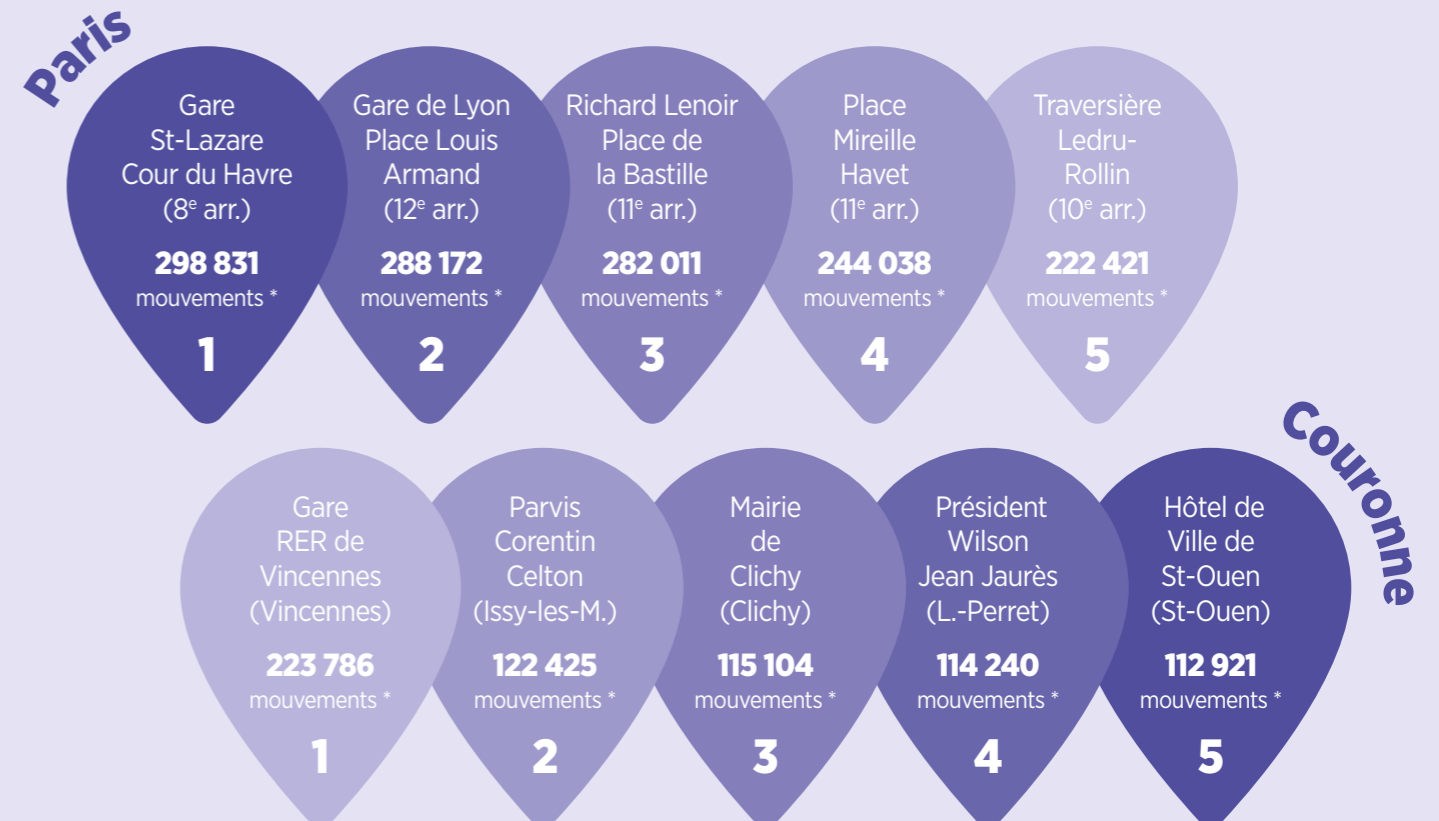 Paris
Gare
St-Lazare
Cour du Havre
(8e arr.)
298 831
mouvements *
1
Gare de Lyon
Place Louis
Armand
(12e arr.)
288 172
mouvements *
2
Richard Lenoir
Place de
la Bastille
(11e arr.)
282 011
mouvements *
3
Place
Mireille
Havet
(11e arr.)
244 038
mouvements *
4
Traversière
Ledru-
Rollin
(10e arr.)
222 421
mouvements *
5
Couronne
Gare
RER de
Vincennes
(Vincennes)
223 786
mouvements *
1
Parvis
Corentin
Celton
(Issy-les-M.)
122 425
mouvements *
2
Mairie
de
Clichy
(Clichy)
115 104
mouvements *
3
Président
Wilson
Jean Jaurès
(L.-Perret)
114 240
mouvements *
4
Hôtel de
Ville de
St-Ouen
(St-Ouen)
112 921
mouvements *
5